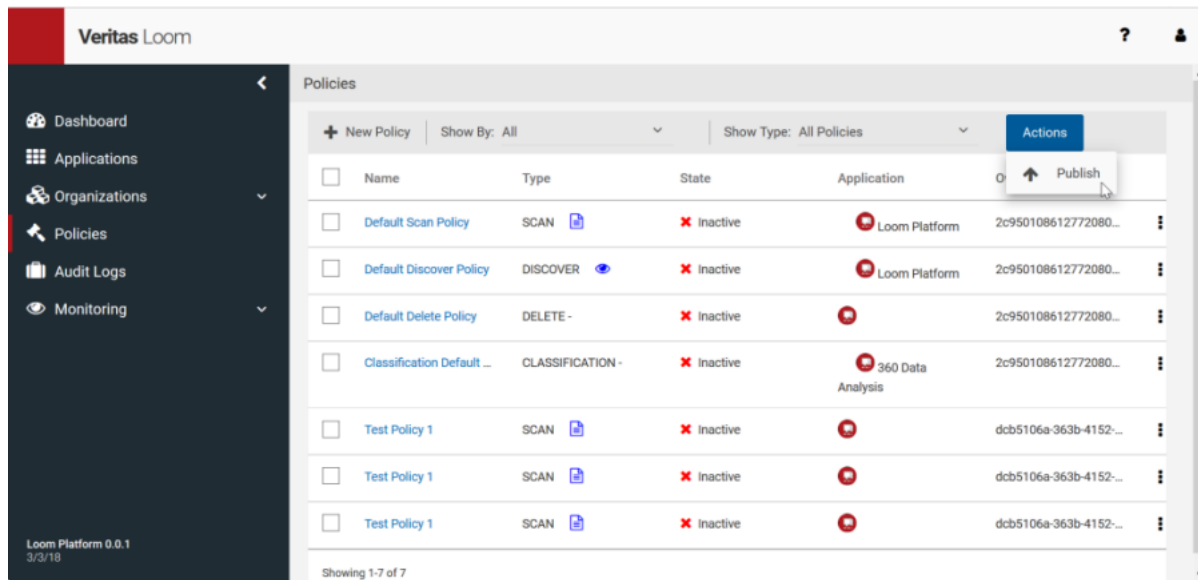 Veritas Loom
?
Policies
Dashboard
Applications
Organizations
Policies
Audit Logs
Monitoring
Loom Platform 0.0.1
3/3/18
New Policy Show By: All Show Type: All Policies Actions
Publish
Name Type State Application
Default Scan Policy SCAN Inactive Loom Platform 2c950108612772080...
Default Discover Policy DISCOVER Inactive Loom Platform 2c950108612772080...
Default Delete Policy DELETE - Inactive 2c950108612772080...
Classification Default ... CLASSIFICATION - Inactive 360 Data 2c950108612772080...
Analysis
Test Policy 1 SCAN Inactive dcb5106a-363b-4152-...
Test Policy 1 SCAN Inactive dcb5106a-363b-4152-...
Test Policy 1 SCAN Inactive dcb5106a-363b-4152-...
Showing 1-7 of 7